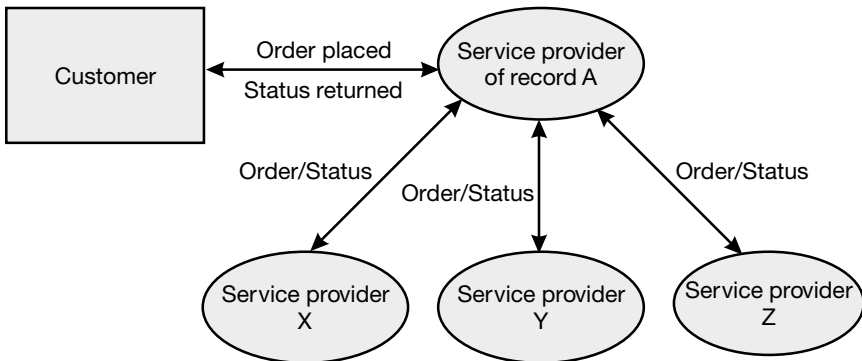 Customer
Order placed
Status returned
Service provider
of record A
Order/Status
Order/Status
Order/Status
Service provider
X
Service provider
Y
Service provider
Z